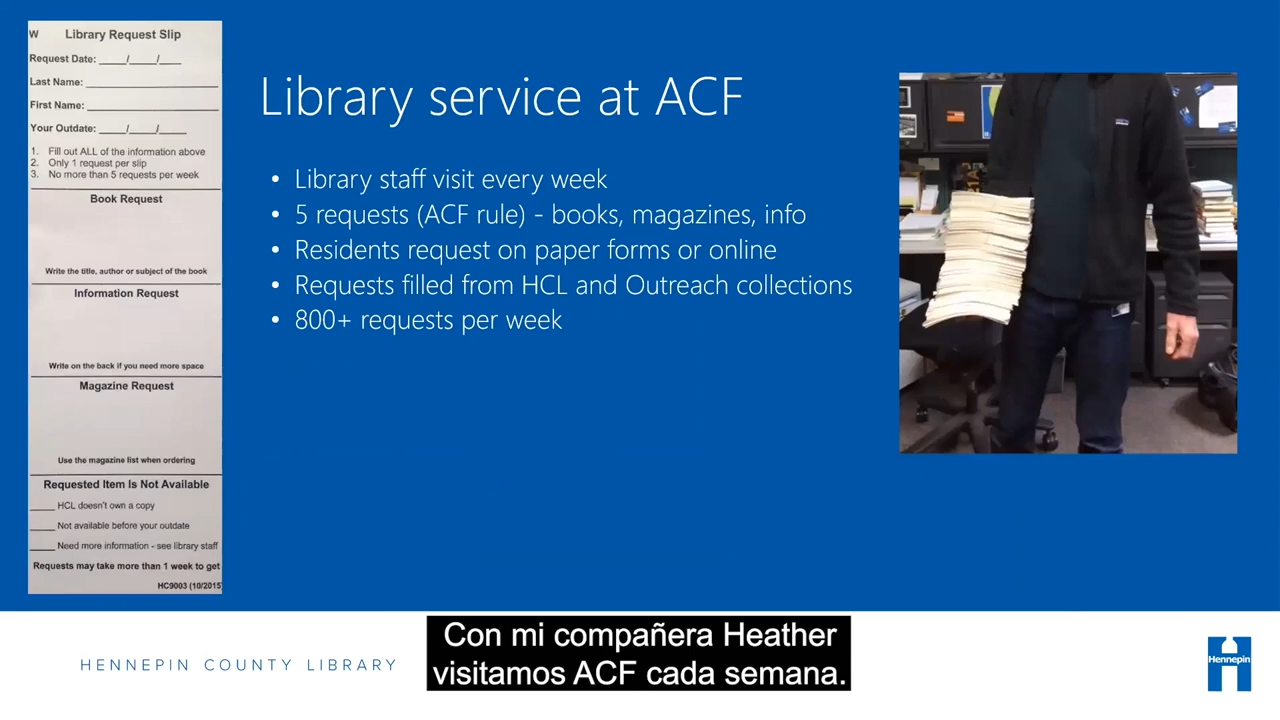 W Library Request Slip
Request Date: ____/____/____
Last Name: ____
First Name: ____
Your Outdate: ____/____/____
1. Fill out ALL of the information above
2. Only 1 request per slip
3. No more than 5 requests per week
Book Request
Write the title, author or subject of the book
Information Request
Write on the back if you need more space
Magazine Request
Use the magazine list when ordering
Requested Item Is Not Available
____ HCL doesn't own a copy
____ Not available before your outdate
____ Need more information - see library staff
Requests may take more than 1 week to get
HC9003 (10/2015)
Library service at ACF
• Library staff visit every week
• 5 requests (ACF rule) - books, magazines, info
• Residents request on paper forms or online
• Requests filled from HCL and Outreach collections
• 800+ requests per week
HENNEPIN COUNTY LIBRARY
Con mi compañera Heather
visitamos ACF cada semana.
Hennepin